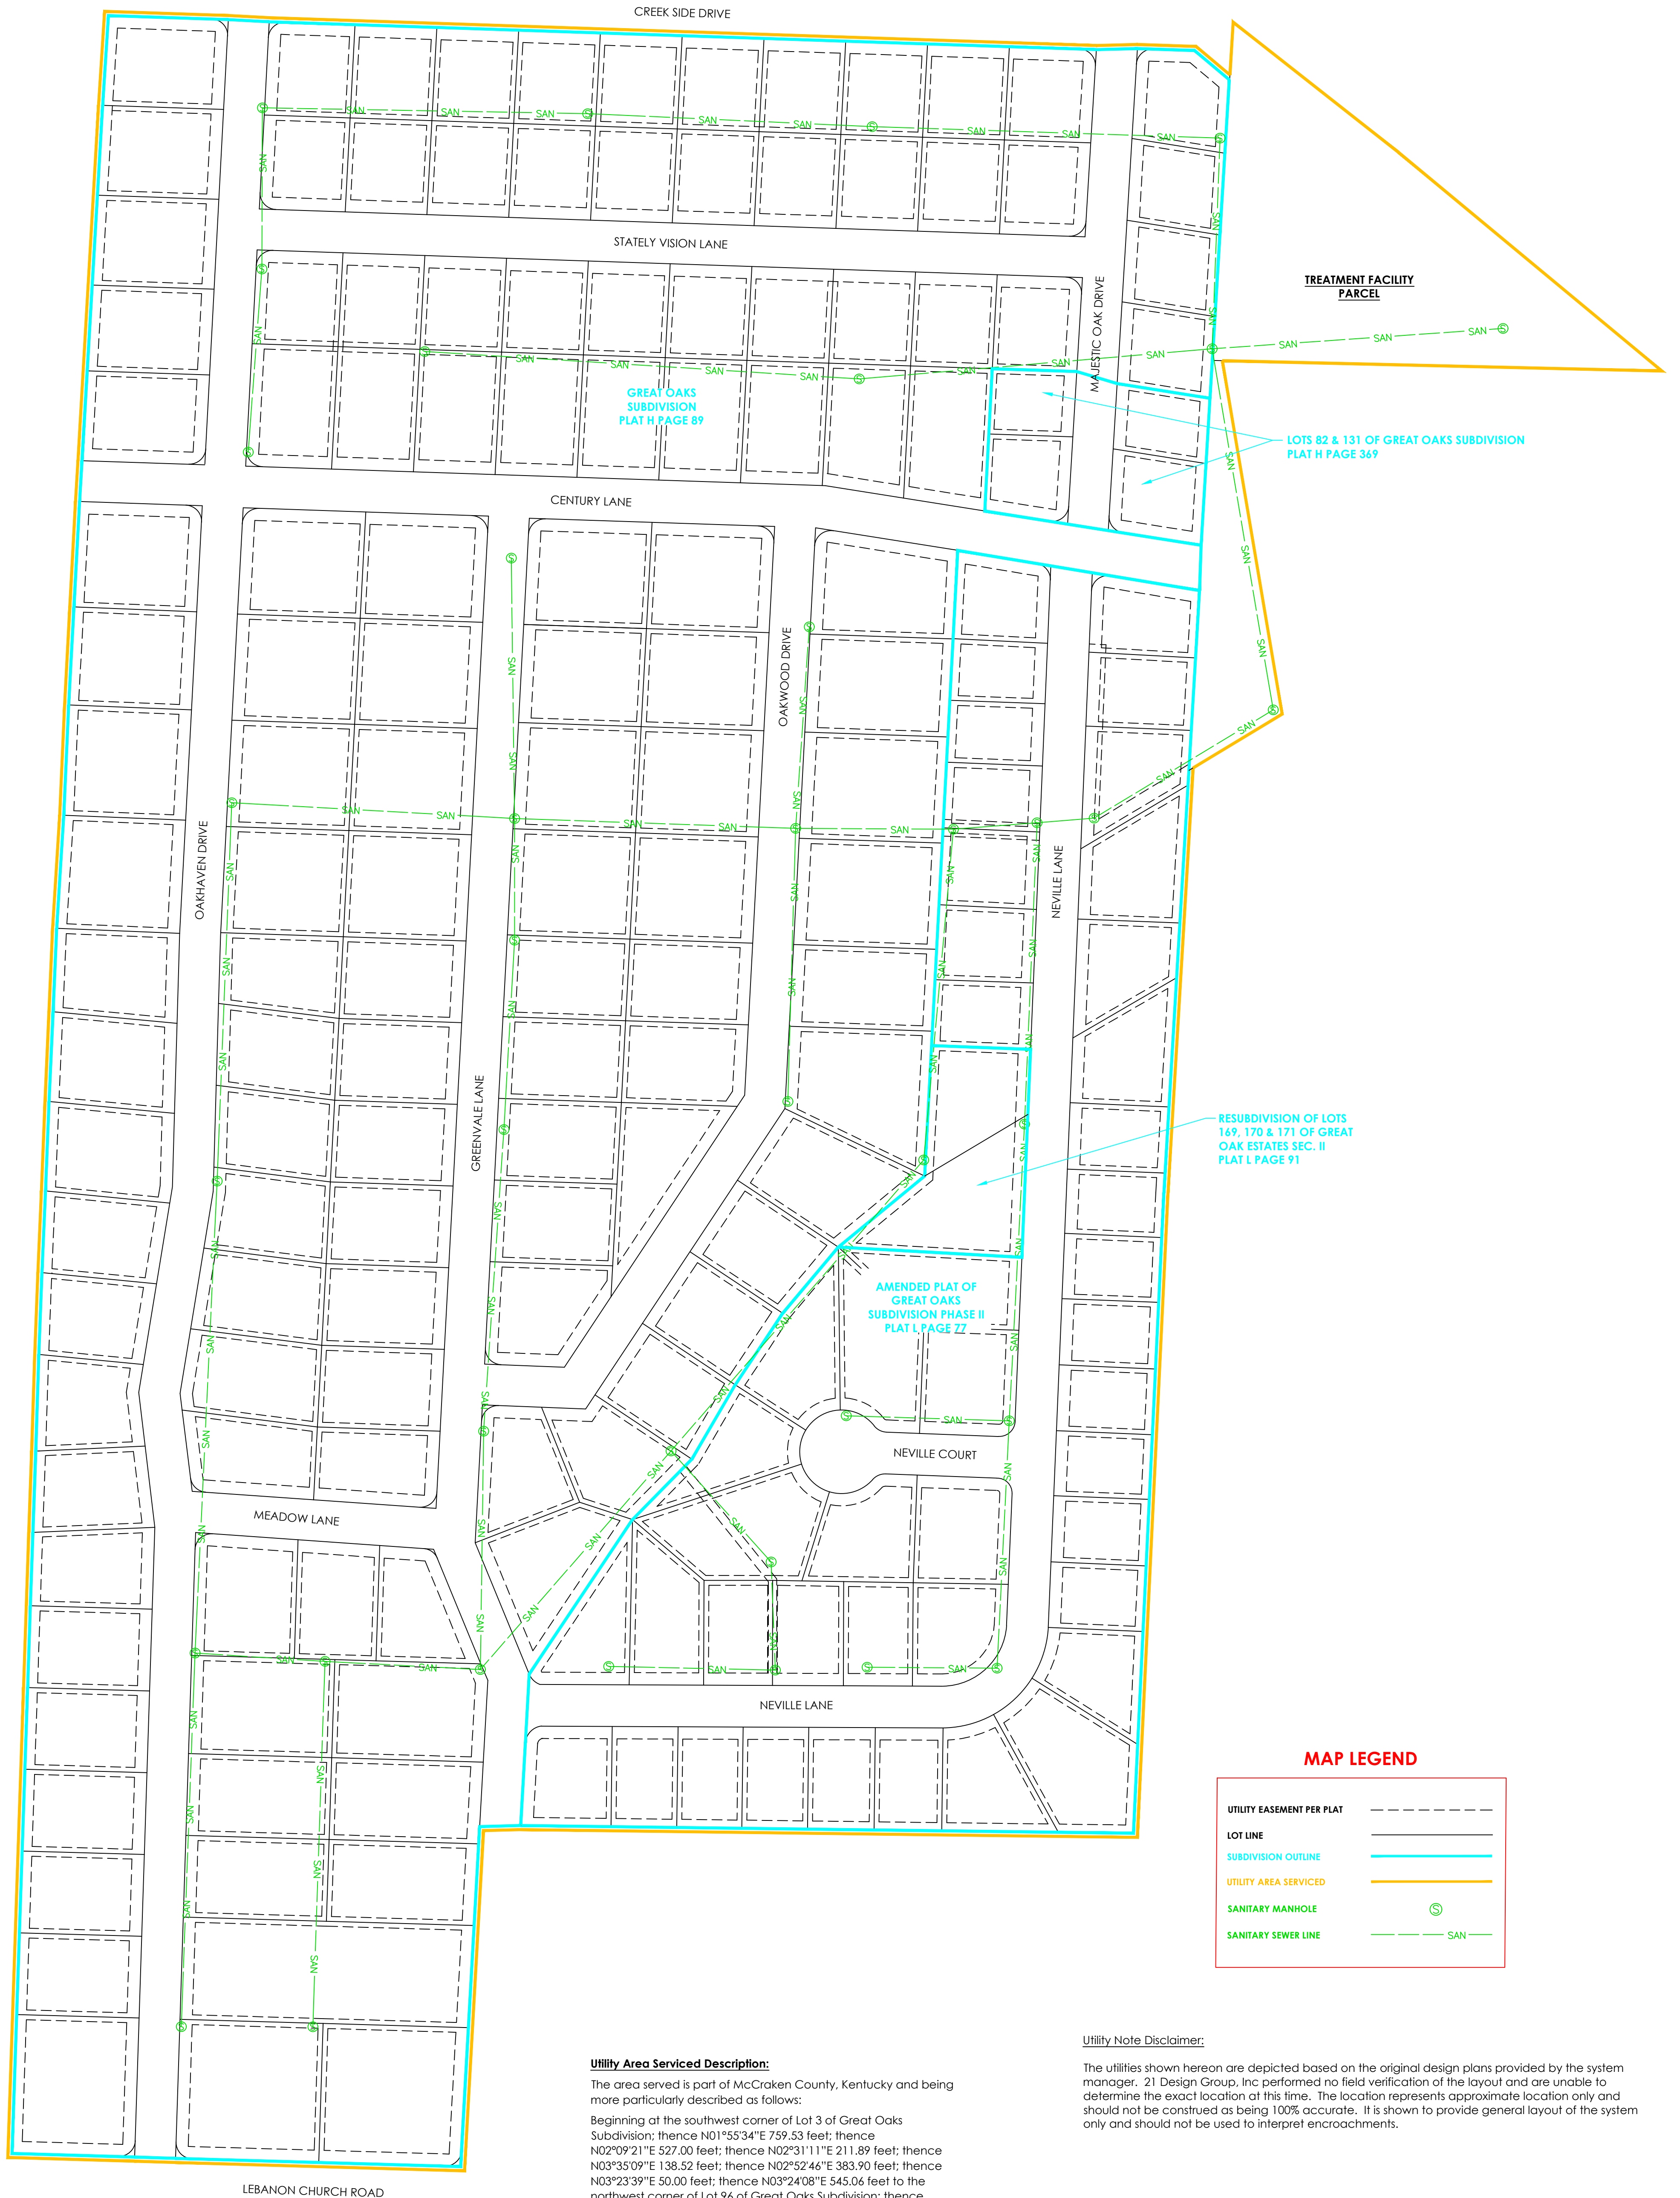 CREEK SIDE DRIVE
STATELY VISION LANE
MAJESTIC OAK DRIVE
TREATMENT FACILITY
PARCEL
GREAT OAKS
SUBDIVISION
PLAT H PAGE 89
LOTS 82 & 131 OF GREAT OAKS SUBDIVISION
PLAT H PAGE 369
CENTURY LANE
OAKWOOD DRIVE
OAKHAVEN DRIVE
NEVILLE LANE
GREENVALE LANE
RESUBDIVISION OF LOTS
169, 170 & 171 OF GREAT
OAK ESTATES SEC. II
PLAT L PAGE 91
AMENDED PLAT OF
GREAT OAKS
SUBDIVISION PHASE II
PLAT L PAGE 77
NEVILLE COURT
MEADOW LANE
NEVILLE LANE
MAP LEGEND
UTILITY EASEMENT PER PLAT
LOT LINE
SUBDIVISION OUTLINE
UTILITY AREA SERVICED
SANITARY MANHOLE
S
SANITARY SEWER LINE
SAN
Utility Note Disclaimer:
The utilities shown hereon are depicted based on the original design plans provided by the system
manager. 21 Design Group, Inc performed no field verification of the layout and are unable to
determine the exact location at this time. The location represents approximate location only and
should not be construed as being 100% accurate. It is shown to provide general layout of the system
only and should not be used to interpret encroachments.
Utility Area Serviced Description:
The area served is part of McCraken County, Kentucky and being
more particularly described as follows:
Beginning at the southwest corner of Lot 3 of Great Oaks
Subdivision; thence N01°55'34"E 759.53 feet; thence
N02°09'21"E 527.00 feet; thence N02°31'11"E 211.89 feet; thence
N03°35'09"E 138.52 feet; thence N02°52'46"E 383.90 feet; thence
N03°23'39"E 50.00 feet; thence N03°24'08"E 545.06 feet to the
northwest corner of Lot 96 of Great Oaks Subdivision; thence
LEBANON CHURCH ROAD